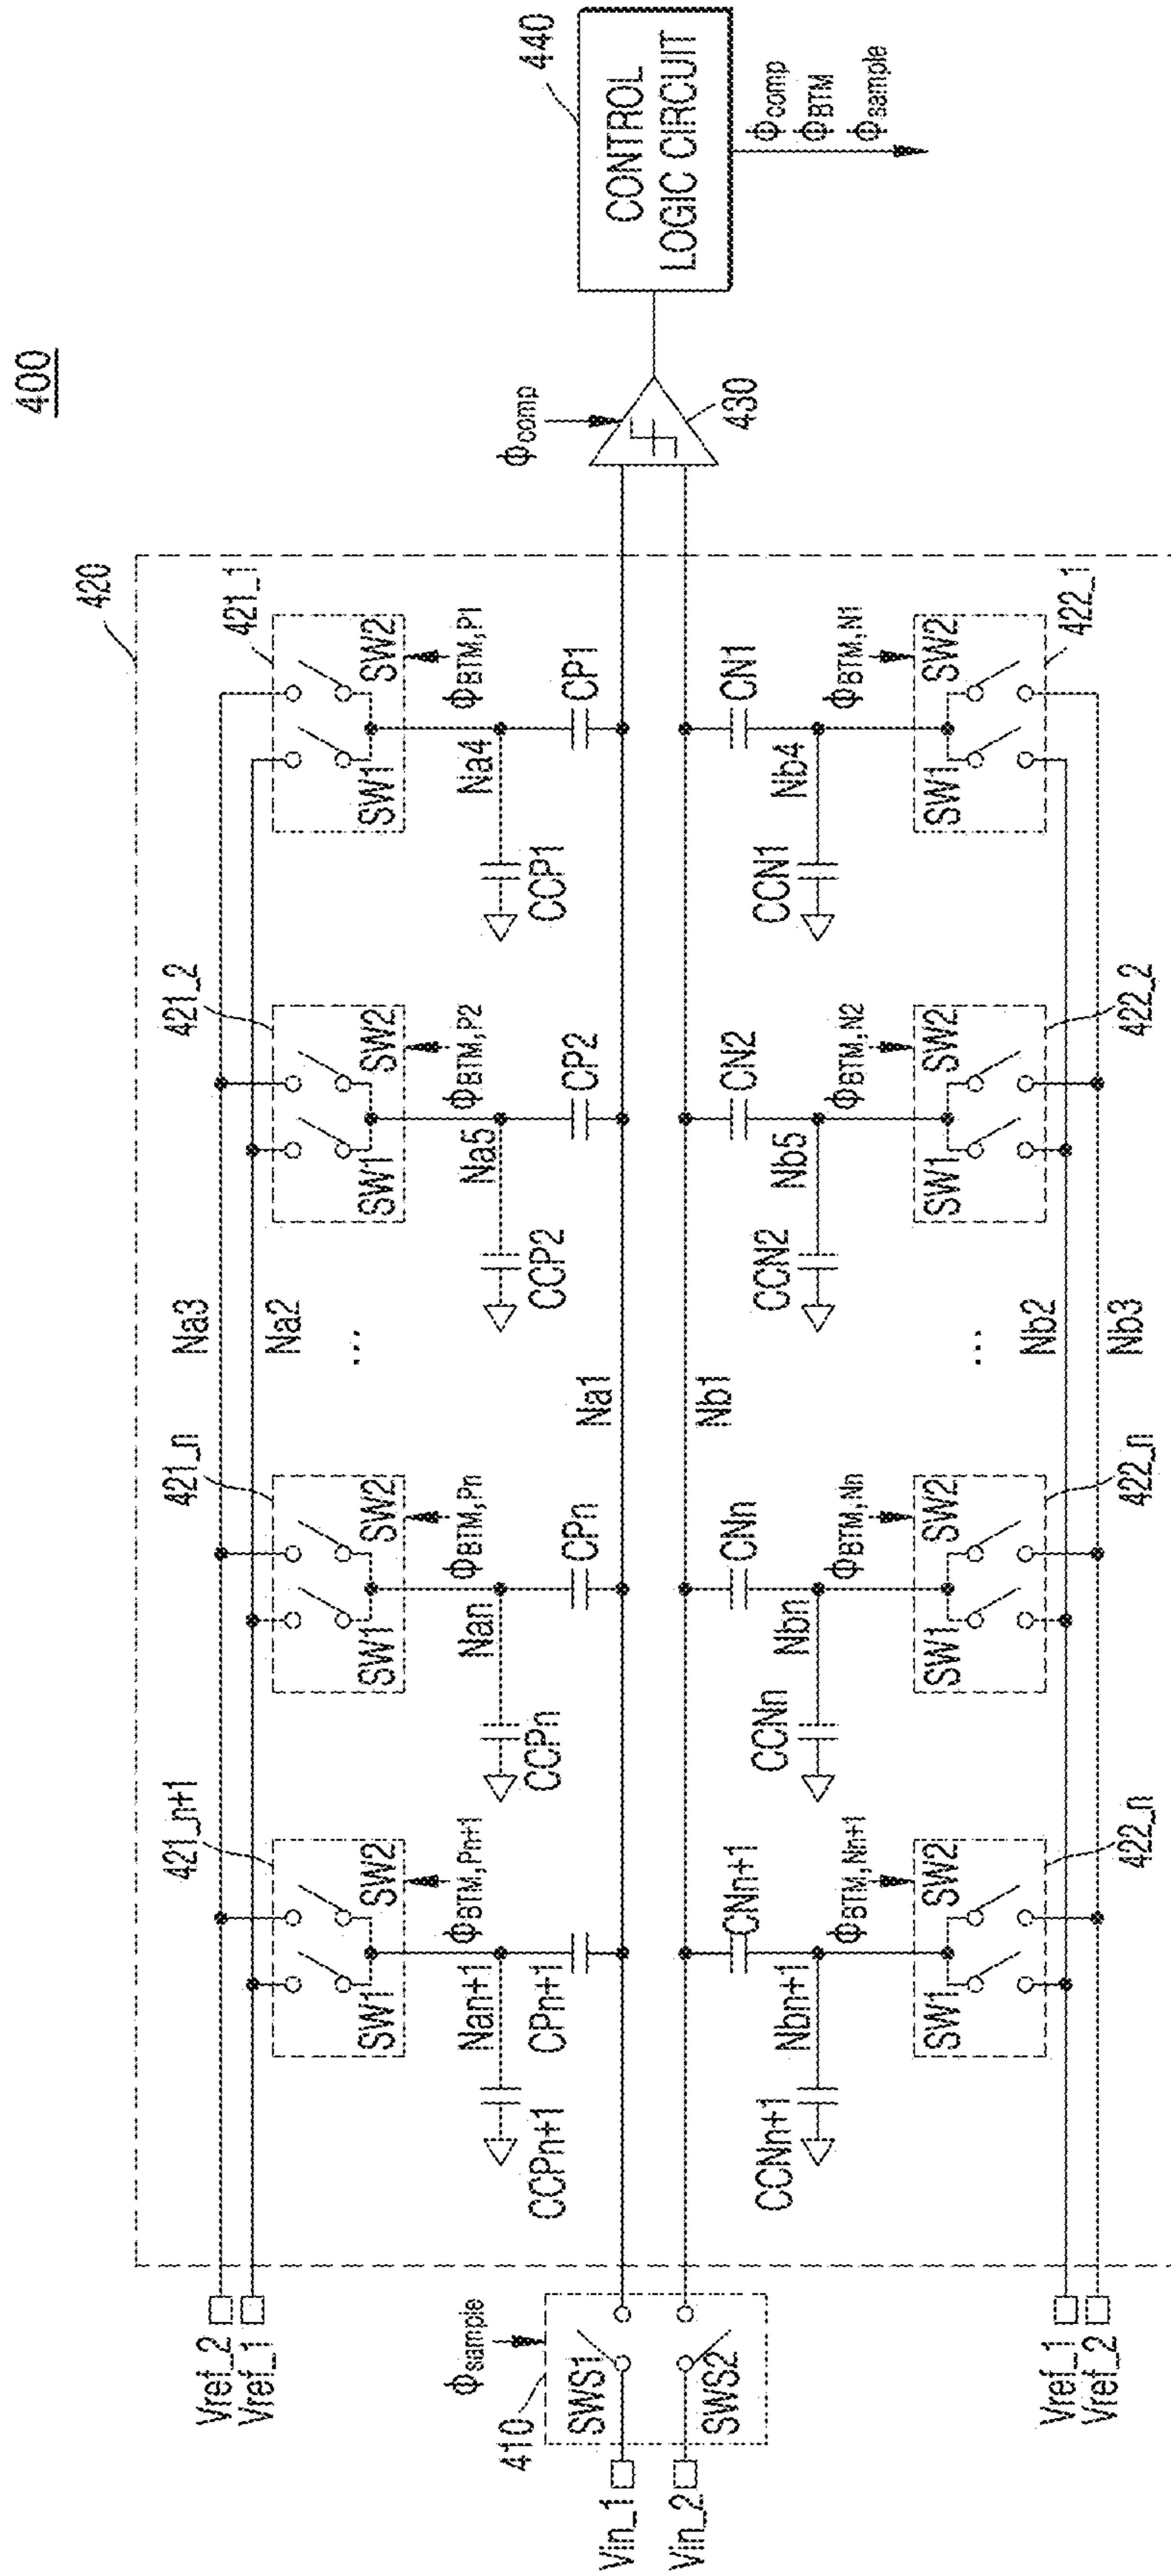 400
420
Vref_2
Vref_1
Na3
Na2
421_n+1
421_n
421_2
421_1
SW1 SW2
SW1 SW2
...
SW1 SW2
SW1 SW2
ΦBTM,Pn+1
ΦBTM,Pn
ΦBTM,P2
ΦBTM,P1
Nan+1
Nan
Na5
Na4
CCPn+1
CPn+1
CCPn
CPn
CCP2
CP2
CCP1
CP1
Φsample
410
SWS1
SWS2
Vin_1
Vin_2
Na1
Nb1
Φcomp
430
440
CONTROL
LOGIC CIRCUIT
Φcomp
ΦBTM
Φsample
CNn+1
CNn
CN2
CN1
CCNn+1
Nbn+1
CCNn
Nbn
CCN2
Nb5
CCN1
Nb4
ΦBTM,Nn+1
ΦBTM,Nn
ΦBTM,N2
ΦBTM,N1
SW1 SW2
SW1 SW2
...
SW1 SW2
SW1 SW2
422_n
422_n
422_2
422_1
Nb2
Nb3
Vref_1
Vref_2